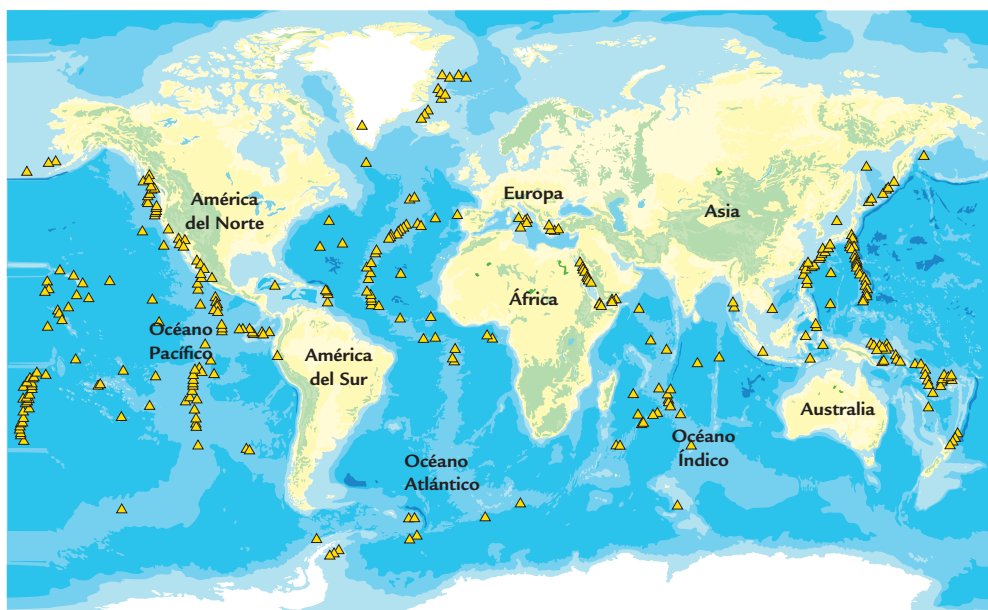 América
del Norte
Europa
Asia
África
Océano
Pacífico
América
del Sur
Australia
Océano
Índico
Océano
Atlántico